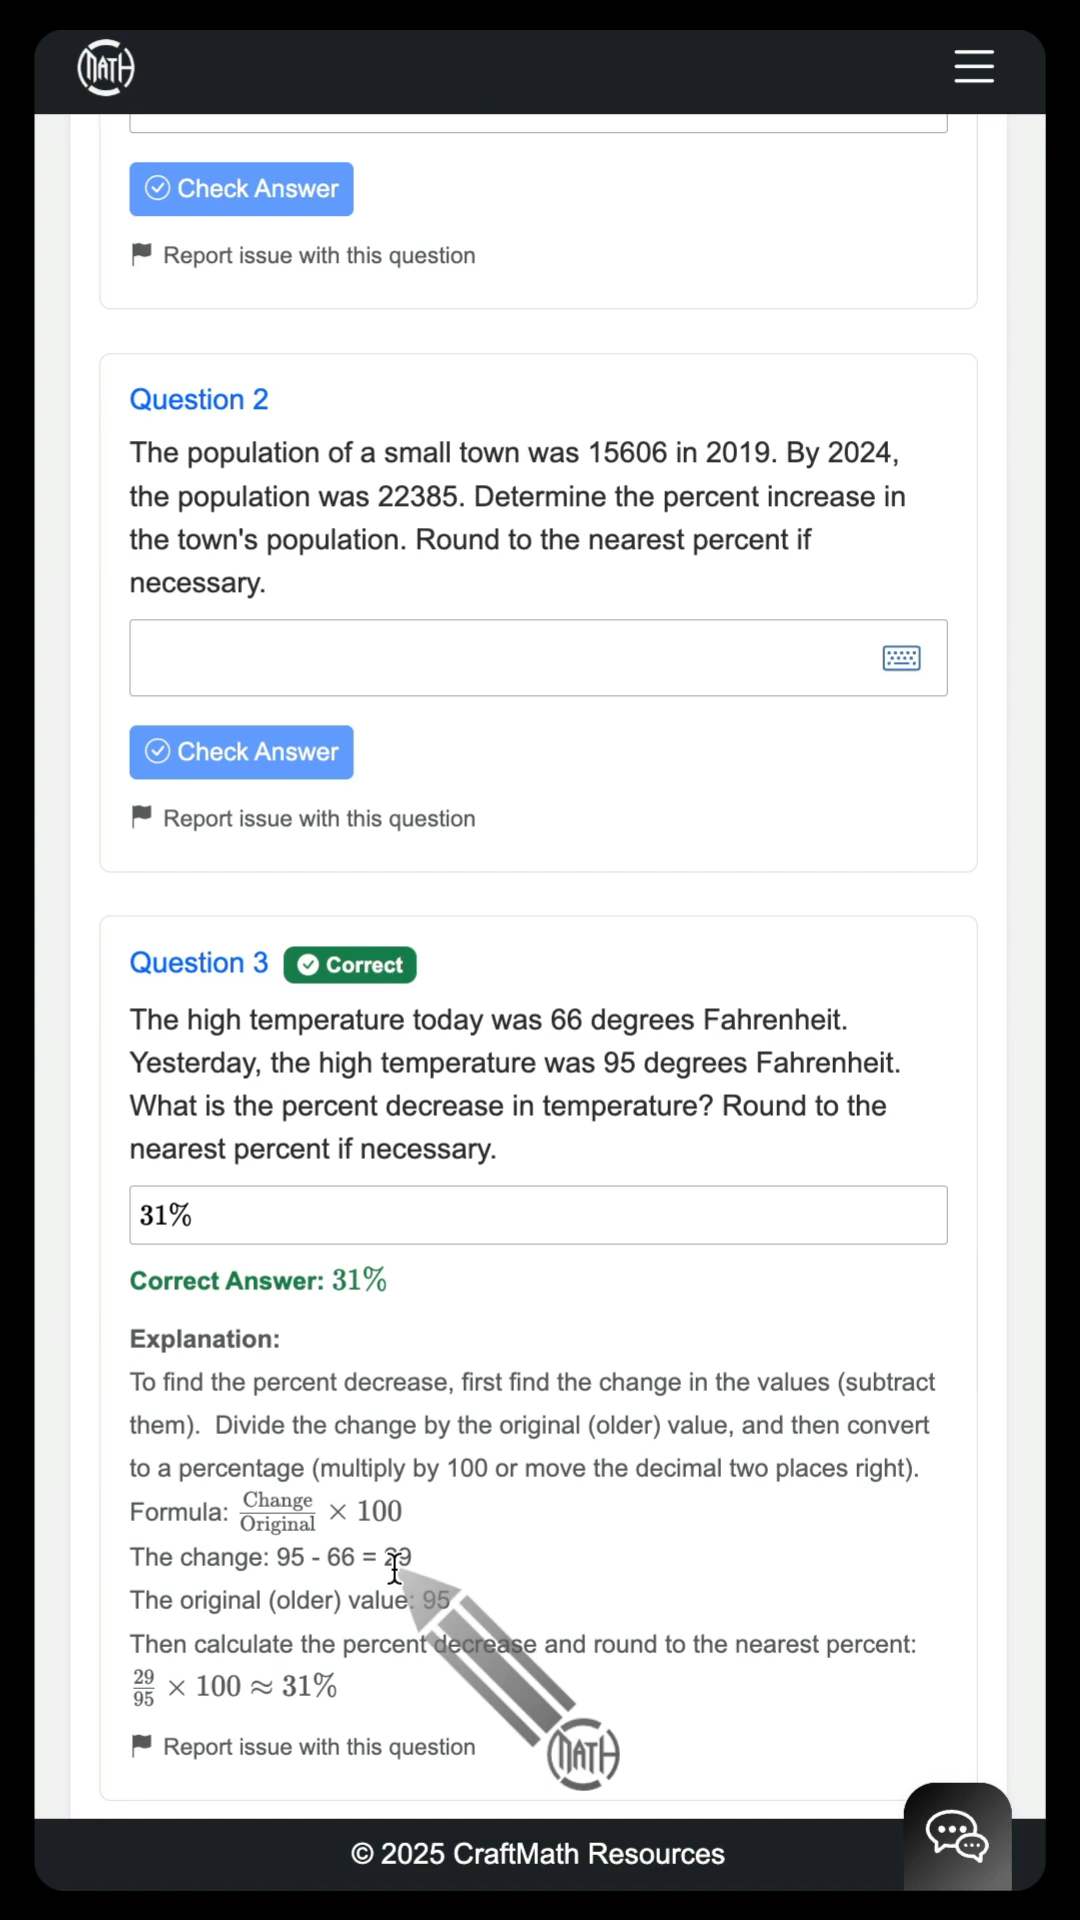 MATH
Check Answer
Report issue with this question
Question 2
The population of a small town was 15606 in 2019. By 2024,
the population was 22385. Determine the percent increase in
the town's population. Round to the nearest percent if
necessary.
Check Answer
Report issue with this question
Question 3 Correct
The high temperature today was 66 degrees Fahrenheit.
Yesterday, the high temperature was 95 degrees Fahrenheit.
What is the percent decrease in temperature? Round to the
nearest percent if necessary.
31%
Correct Answer: 31%
Explanation:
To find the percent decrease, first find the change in the values (subtract
them). Divide the change by the original (older) value, and then convert
to a percentage (multiply by 100 or move the decimal two places right).
Formula: Change/Original × 100
The change: 95 - 66 = 29
The original (older) value: 95
Then calculate the percent decrease and round to the nearest percent:
29/95 × 100 ≈ 31%
Report issue with this question
MATH
© 2025 CraftMath Resources